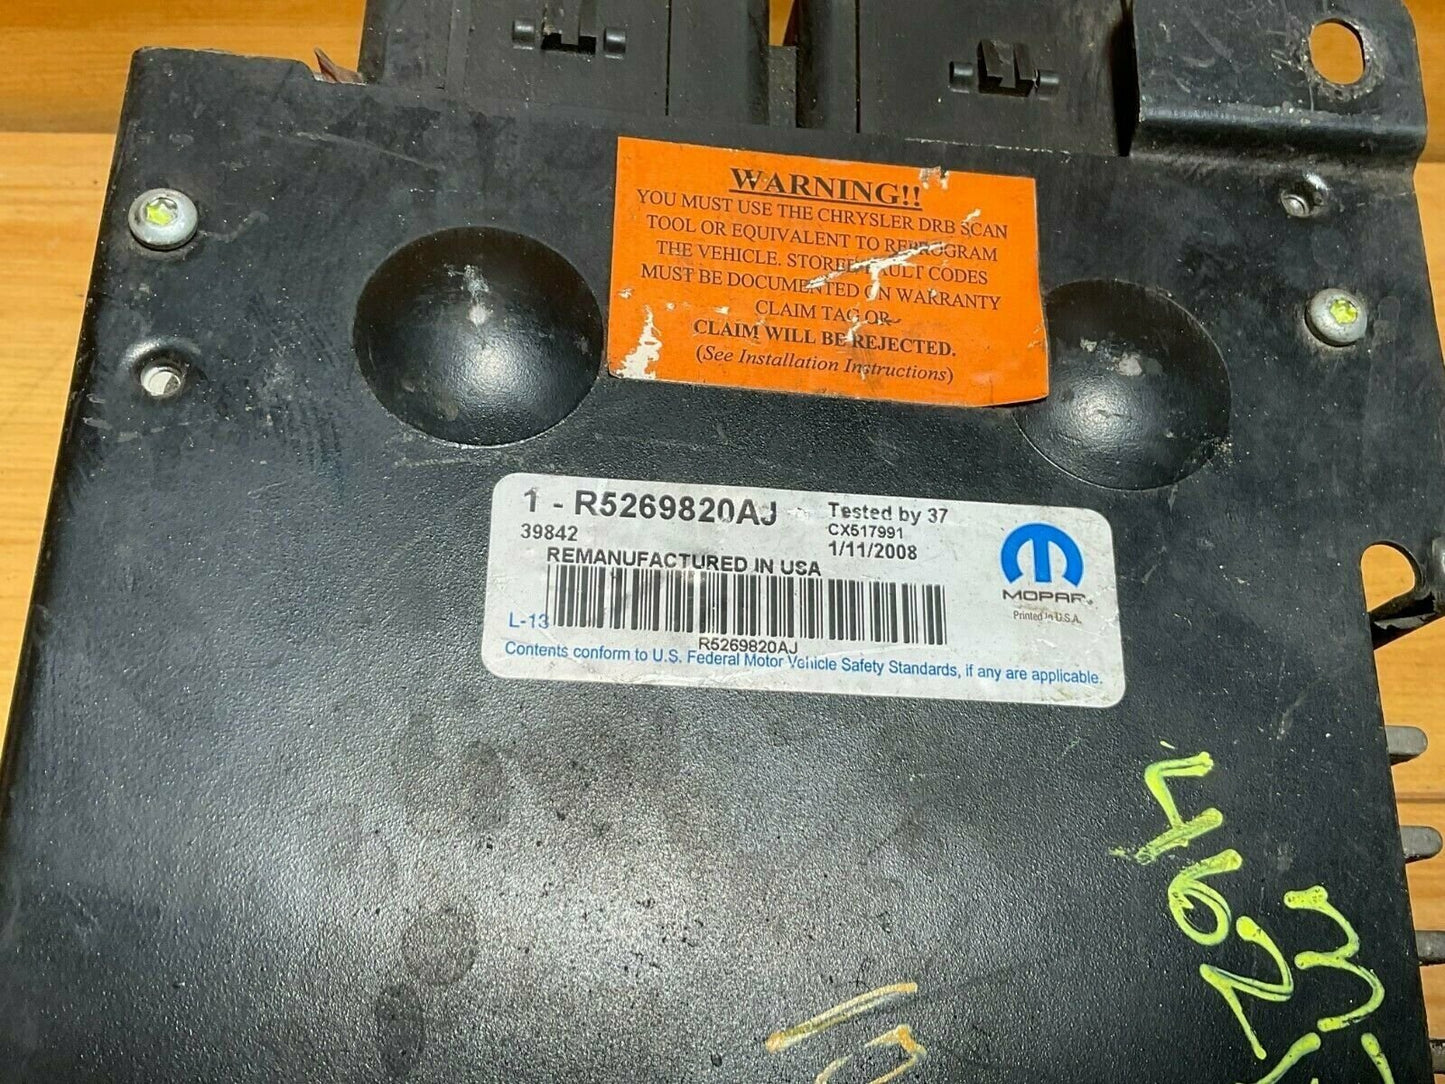 WARNING!!
YOU MUST USE THE CHRYSLER DRB SCAN
TOOL OR EQUIVALENT TO REPROGRAM
THE VEHICLE. STORED FAULT CODES
MUST BE DOCUMENTED ON WARRANTY
CLAIM TAG OR
CLAIM WILL BE REJECTED.
(See Installation Instructions)
1 - R5269820AJ
Tested by 37
39842
CX517991
1/11/2008
REMANUFACTURED IN USA
L-13
R5269820AJ
MOPAR
Printed in U.S.A.
Contents conform to U.S. Federal Motor Vehicle Safety Standards, if any are applicable.